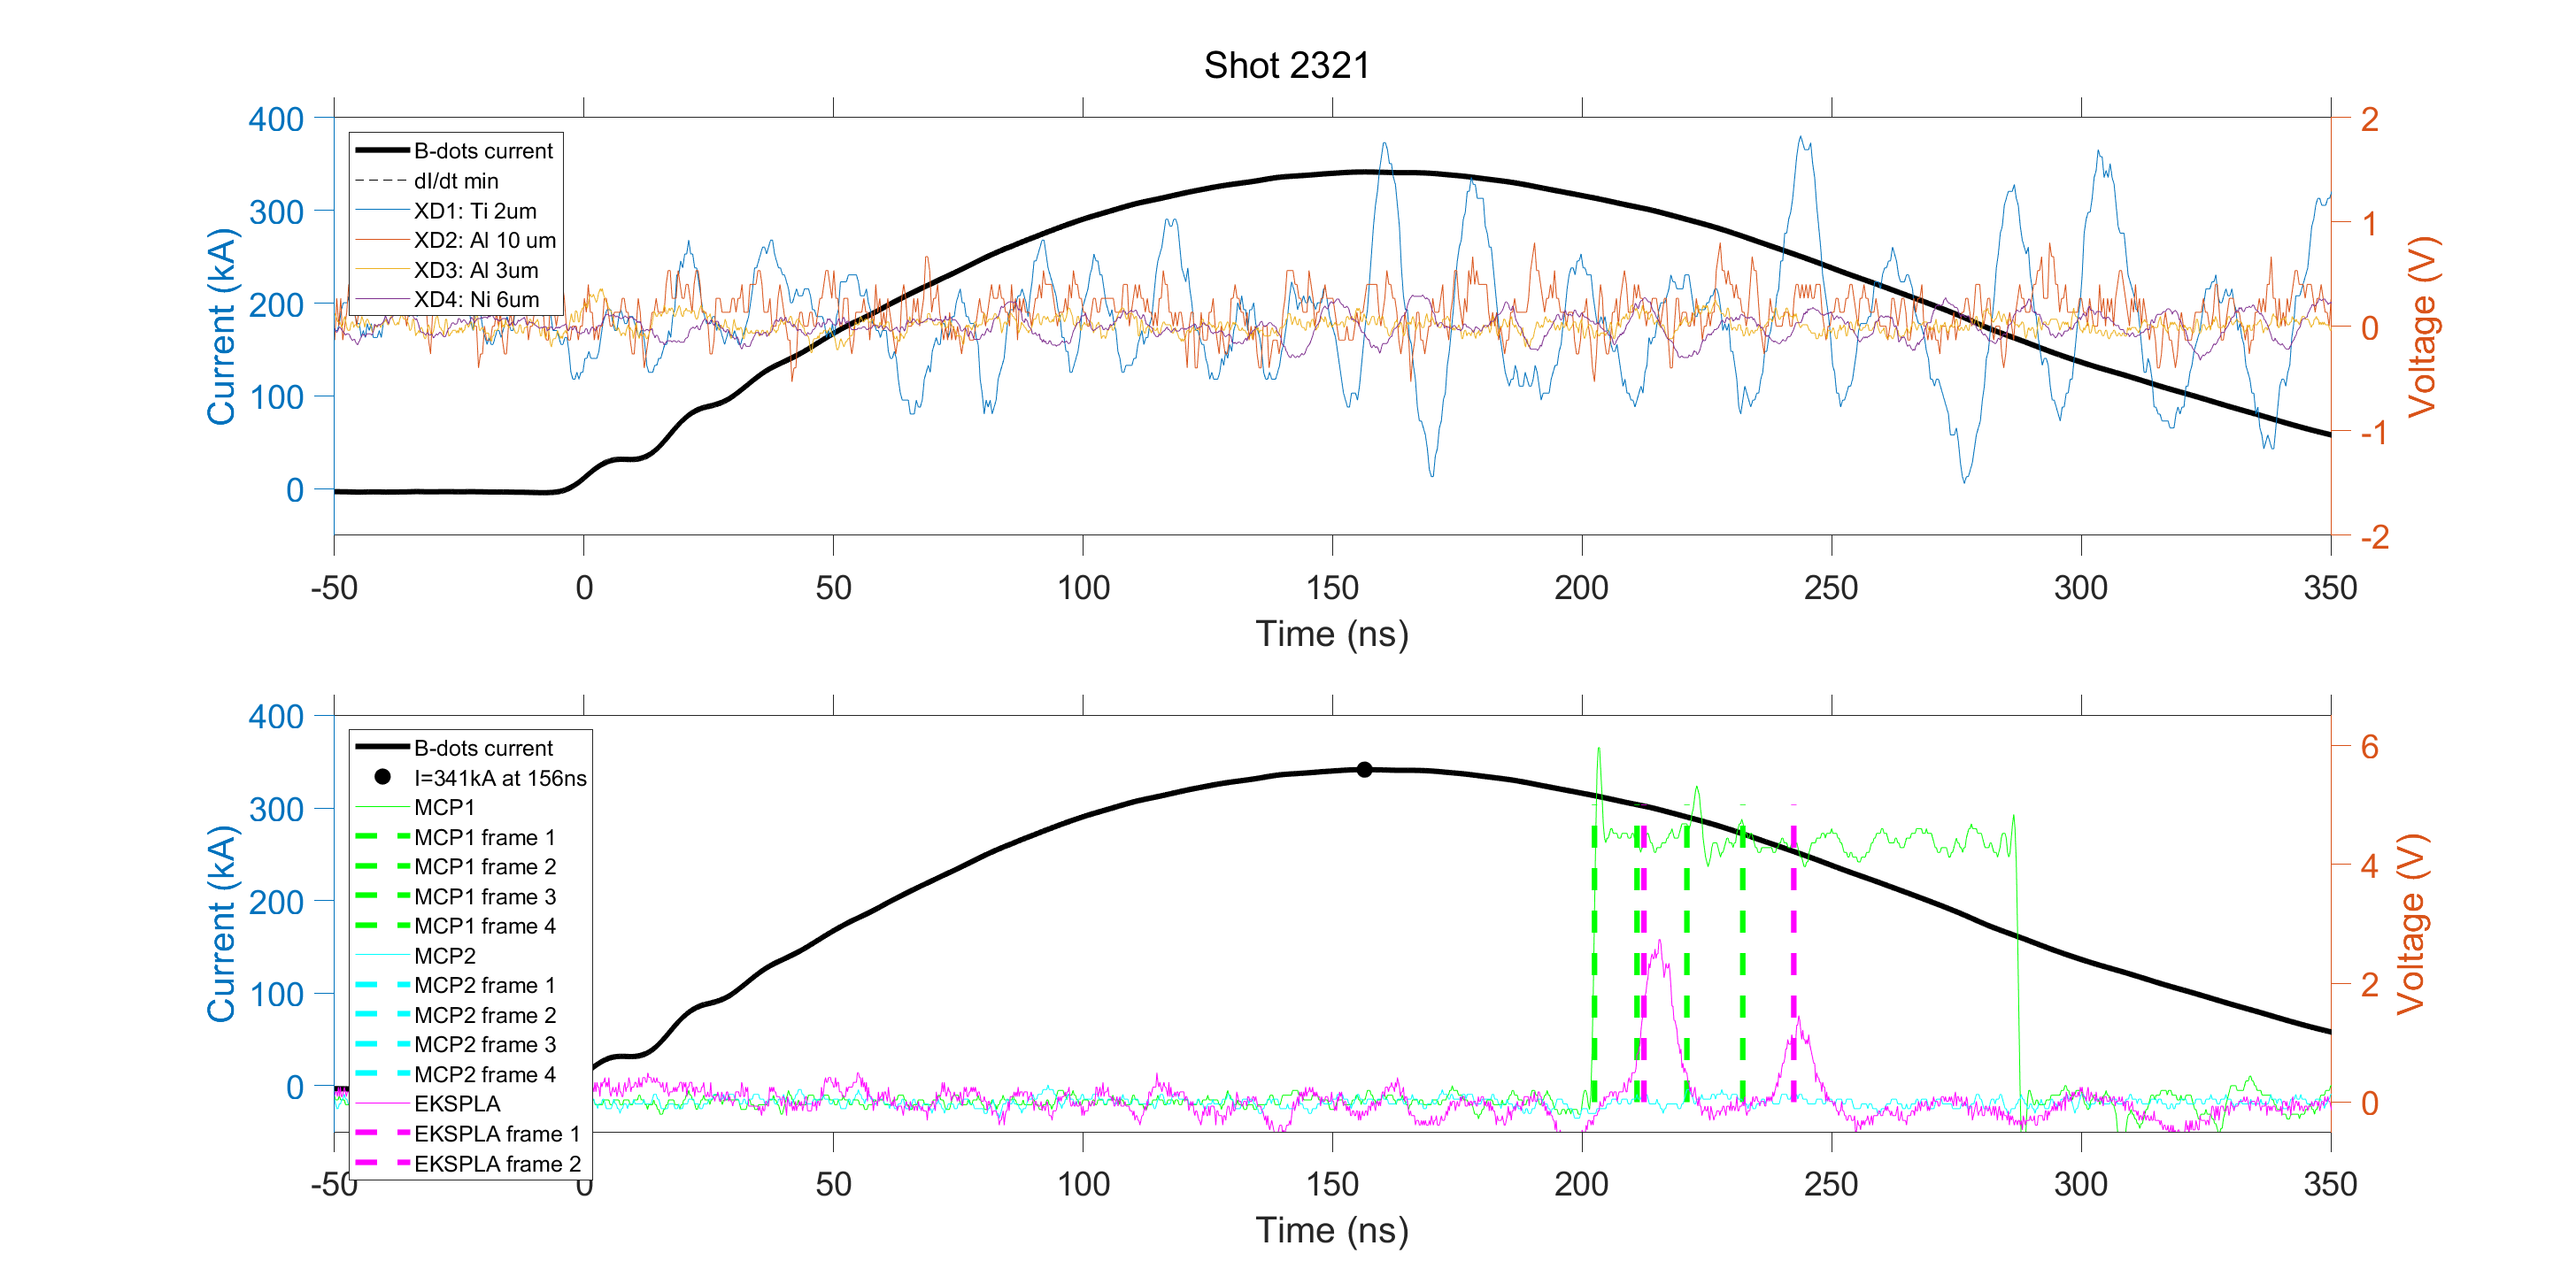 Shot 2321
400
300
200
100
0
Current (kA)
B-dots current
dI/dt min
XD1: Ti 2um
XD2: Al 10 um
XD3: Al 3um
XD4: Ni 6um
2
1
0
-1
-2
Voltage (V)
-50 0 50 100 150 200 250 300 350
Time (ns)
400
300
200
100
0
Current (kA)
B-dots current
I=341kA at 156ns
MCP1
MCP1 frame 1
MCP1 frame 2
MCP1 frame 3
MCP1 frame 4
MCP2
MCP2 frame 1
MCP2 frame 2
MCP2 frame 3
MCP2 frame 4
EKSPLA
EKSPLA frame 1
EKSPLA frame 2
6
4
2
0
Voltage (V)
-50 0 50 100 150 200 250 300 350
Time (ns)